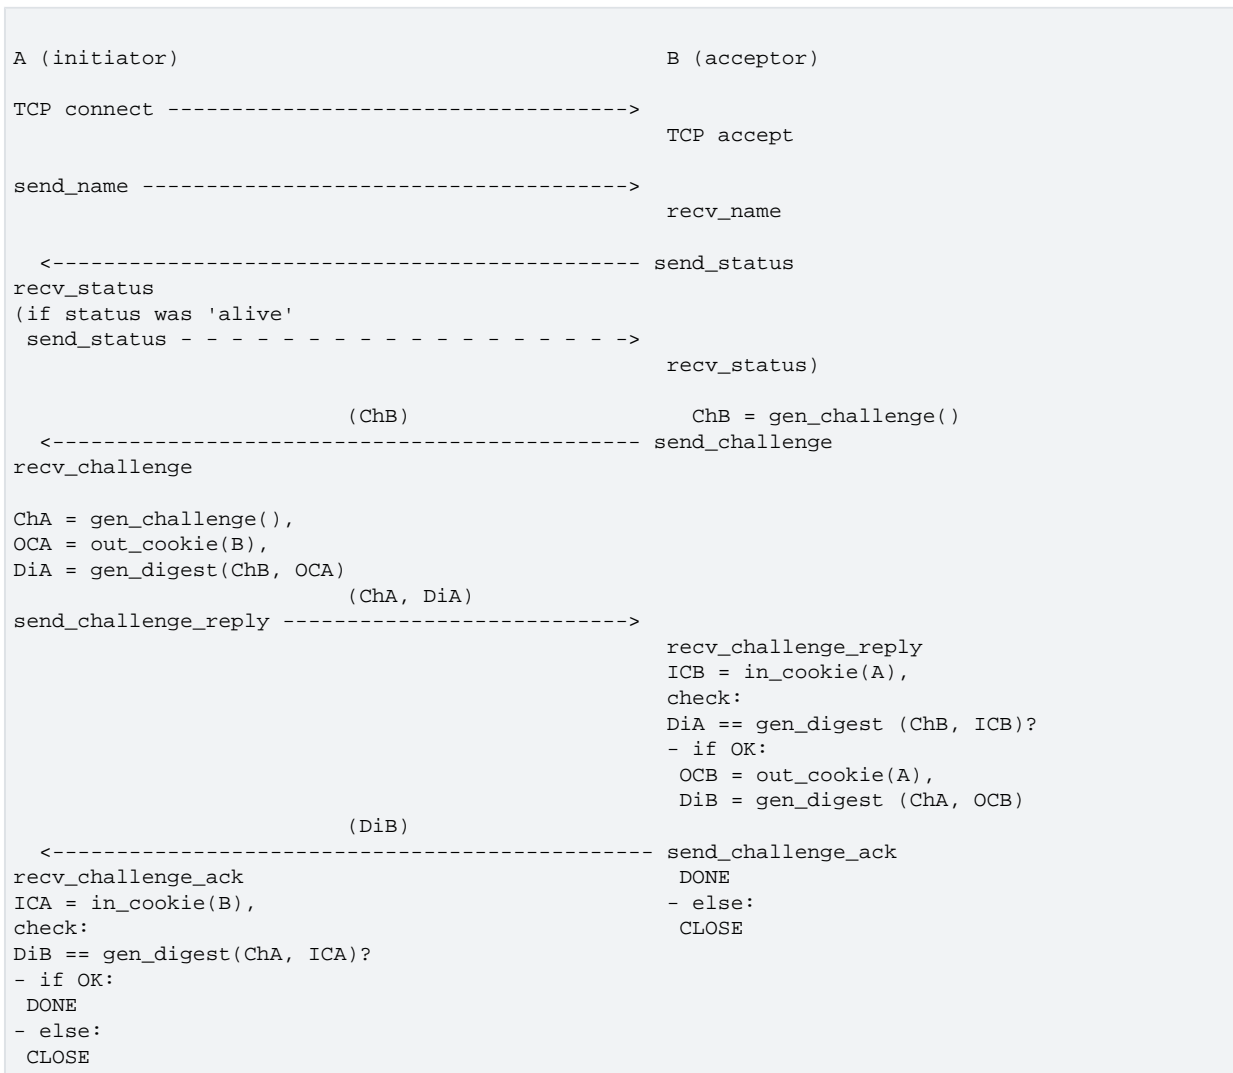 A (initiator)                                      B (acceptor)
TCP connect ------------------------------------>
                                                   TCP accept
send_name -------------------------------------->
                                                   recv_name
  <---------------------------------------------- send_status
recv_status
(if status was 'alive'
 send_status - - - - - - - - - - - - - - - - - ->
                                                   recv_status)
                          (ChB)                      ChB = gen_challenge()
  <---------------------------------------------- send_challenge
recv_challenge
ChA = gen_challenge(),
OCA = out_cookie(B),
DiA = gen_digest(ChB, OCA)
                          (ChA, DiA)
send_challenge_reply --------------------------->
                                                   recv_challenge_reply
                                                   ICB = in_cookie(A),
                                                   check:
                                                   DiA == gen_digest (ChB, ICB)?
                                                   - if OK:
                                                    OCB = out_cookie(A),
                                                    DiB = gen_digest (ChA, OCB)
                          (DiB)
  <----------------------------------------------- send_challenge_ack
recv_challenge_ack                                  DONE
ICA = in_cookie(B),                                - else:
check:                                              CLOSE
DiB == gen_digest(ChA, ICA)?
- if OK:
 DONE
- else:
 CLOSE